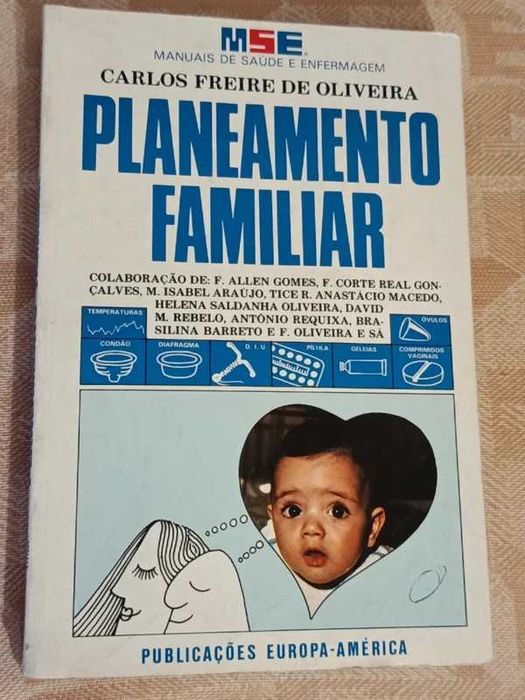 MSE
MANUAIS DE SAÚDE E ENFERMAGEM
CARLOS FREIRE DE OLIVEIRA
PLANEAMENTO
FAMILIAR
COLABORAÇÃO DE: F. ALLEN GOMES, F. CORTE REAL GON-
ÇALVES, M. ISABEL ARAÚJO, TICE R. ANASTÁCIO MACEDO,
HELENA SALDANHA OLIVEIRA, DAVID
M. REBELO, ANTÓNIO REQUIXA, BRA-
SILINA BARRETO E F. OLIVEIRA E SÁ
TEMPERATURAS
ÓVULOS
CONDÃO
DIAFRAGMA
D.I.U
PÍLULA
GELEIAS
COMPRIMIDOS
VAGINAIS
PUBLICAÇÕES EUROPA-AMÉRICA